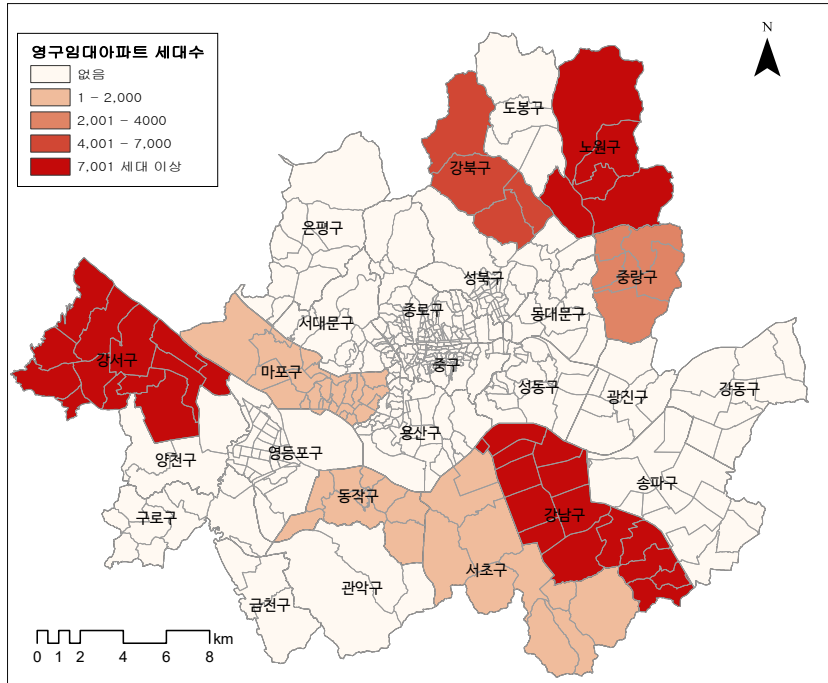 영구임대아파트 세대수
없음
1 - 2,000
2,001 - 4000
4,001 - 7,000
7,001 세대 이상
N
도봉구
노원구
강북구
은평구
중랑구
성북구
종로구
동대문구
서대문구
강서구
마포구
중구
성동구
광진구
강동구
용산구
영등포구
양천구
송파구
동작구
구로구
강남구
서초구
관악구
금천구
km
0 1 2 4 6 8